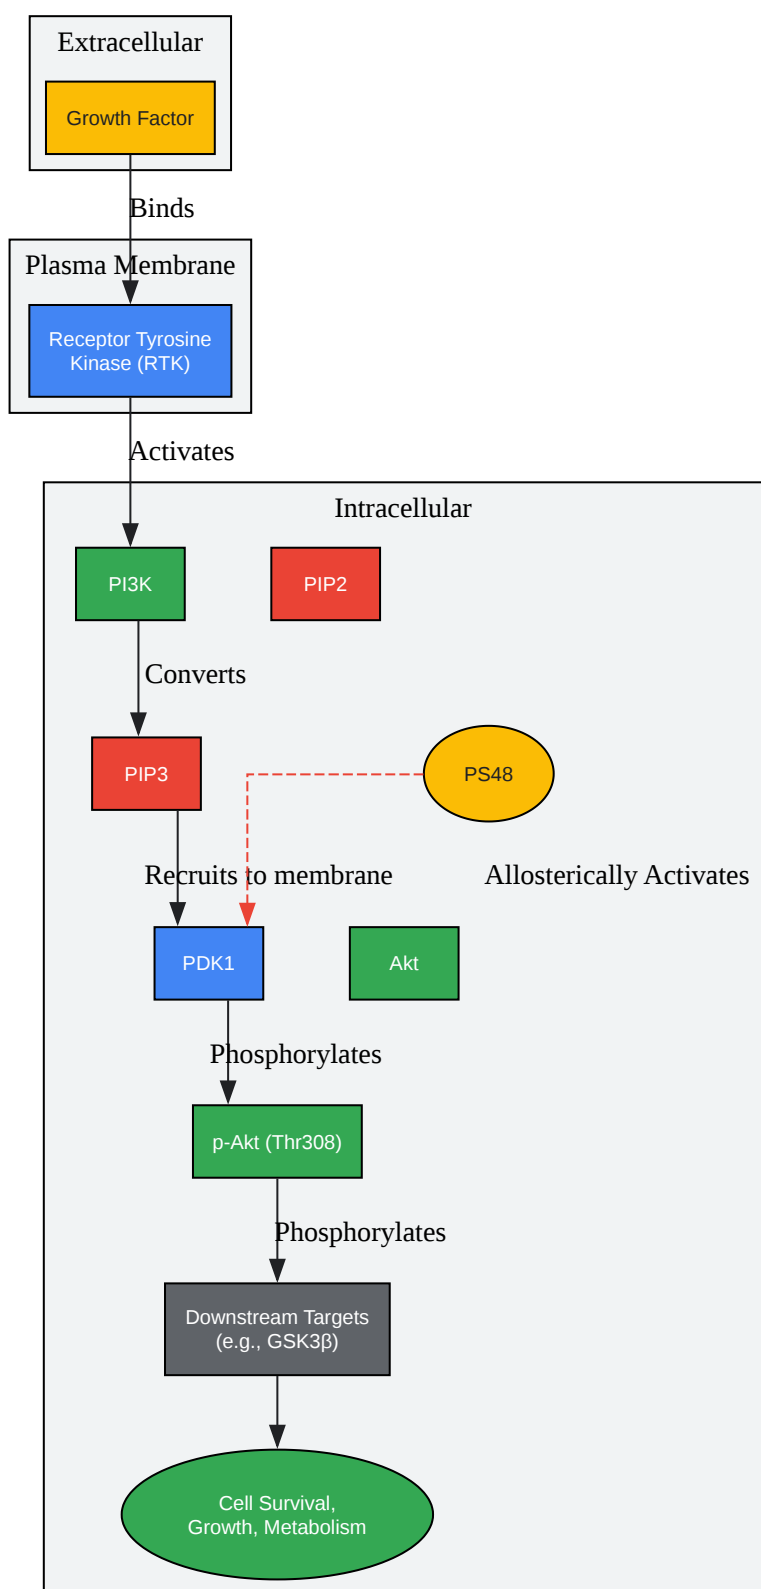 Extracellular
Growth Factor
Binds
Plasma Membrane
Receptor Tyrosine
Kinase (RTK)
Activates
Intracellular
PI3K
PIP2
Converts
PIP3
PS48
Recruits to membrane
Allosterically Activates
PDK1
Akt
Phosphorylates
p-Akt (Thr308)
Phosphorylates
Downstream Targets
(e.g., GSK3β)
Cell Survival,
Growth, Metabolism